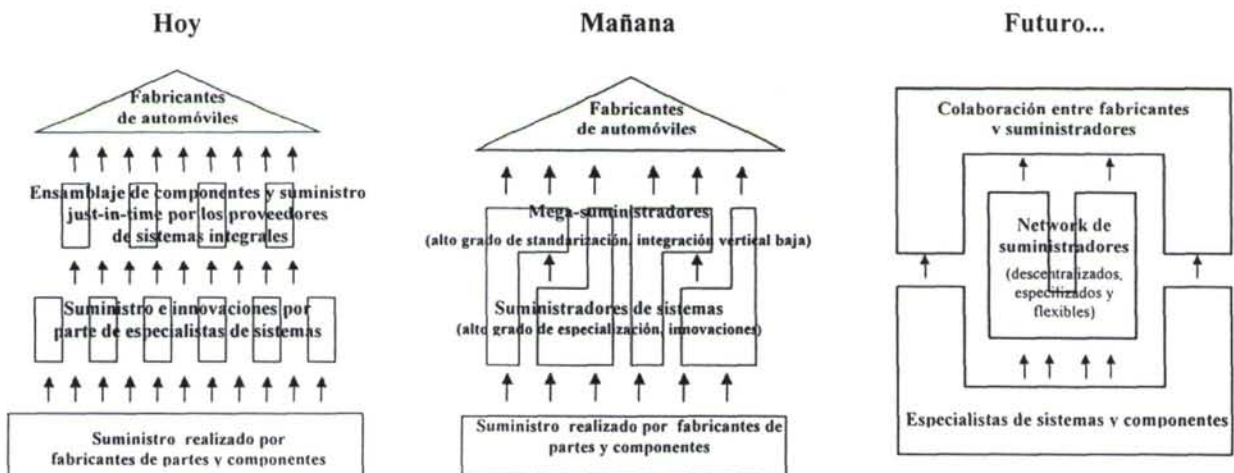 Hoy
Fabricantes
de automóviles
Ensamblaje de componentes y suministro
just-in-time por los proveedores
de sistemas integrales
Suministro e innovaciones por
parte de especialistas de sistemas
Suministro realizado por
fabricantes de partes y componentes
Mañana
Fabricantes
de automóviles
Mega-suministradores
(alto grado de standarización, integración vertical baja)
Suministradores de sistemas
(alto grado de especialización, innovaciones)
Suministro realizado por fabricantes de
partes y componentes
Futuro...
Colaboración entre fabricantes
y suministradores
Network de
suministradores
(descentralizados,
especilizados y
flexibles)
Especialistas de sistemas y componentes